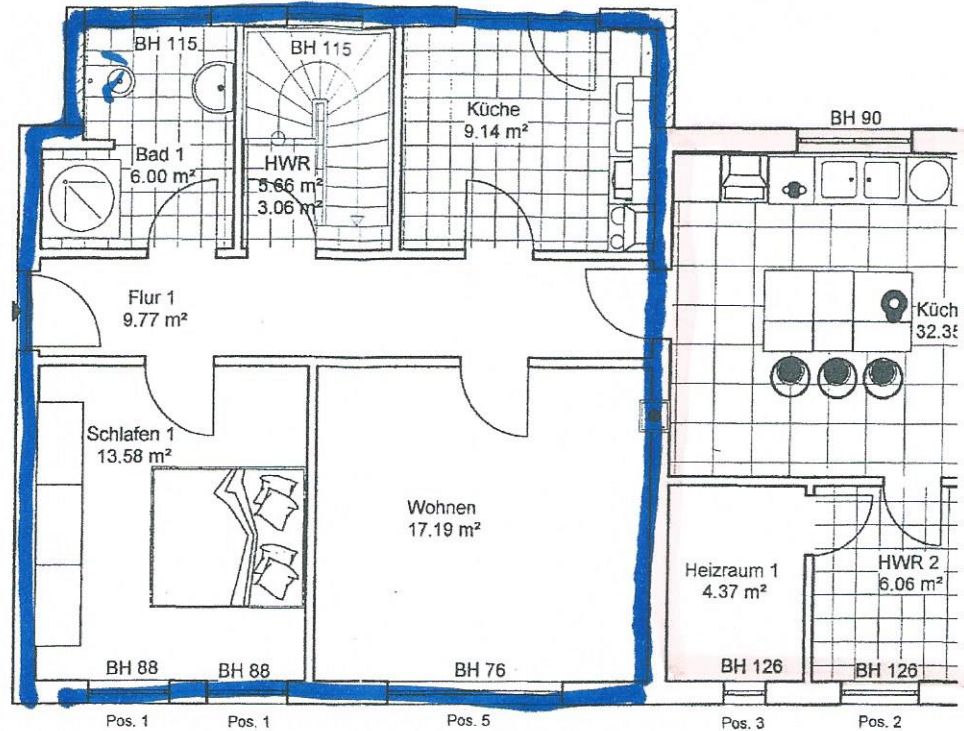 BH 115
BH 115
Küche
9.14 m²
BH 90
Bad 1
6.00 m²
HWR
5.66 m²
3.06 m²
Flur 1
9.77 m²
Küch
32.35
Schlafen 1
13.58 m²
Wohnen
17.19 m²
Heizraum 1
4.37 m²
HWR 2
6.06 m²
BH 88
BH 88
BH 76
BH 126
BH 126
Pos. 1
Pos. 1
Pos. 5
Pos. 3
Pos. 2